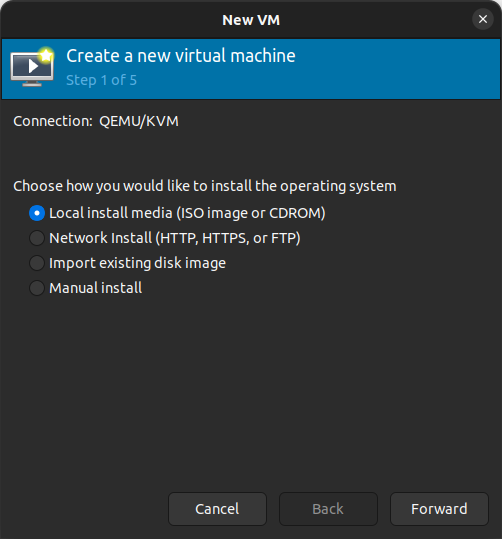 New VM
Create a new virtual machine
Step 1 of 5
Connection: QEMU/KVM
Choose how you would like to install the operating system
Local install media (ISO image or CDROM)
Network Install (HTTP, HTTPS, or FTP)
Import existing disk image
Manual install
Cancel Back Forward